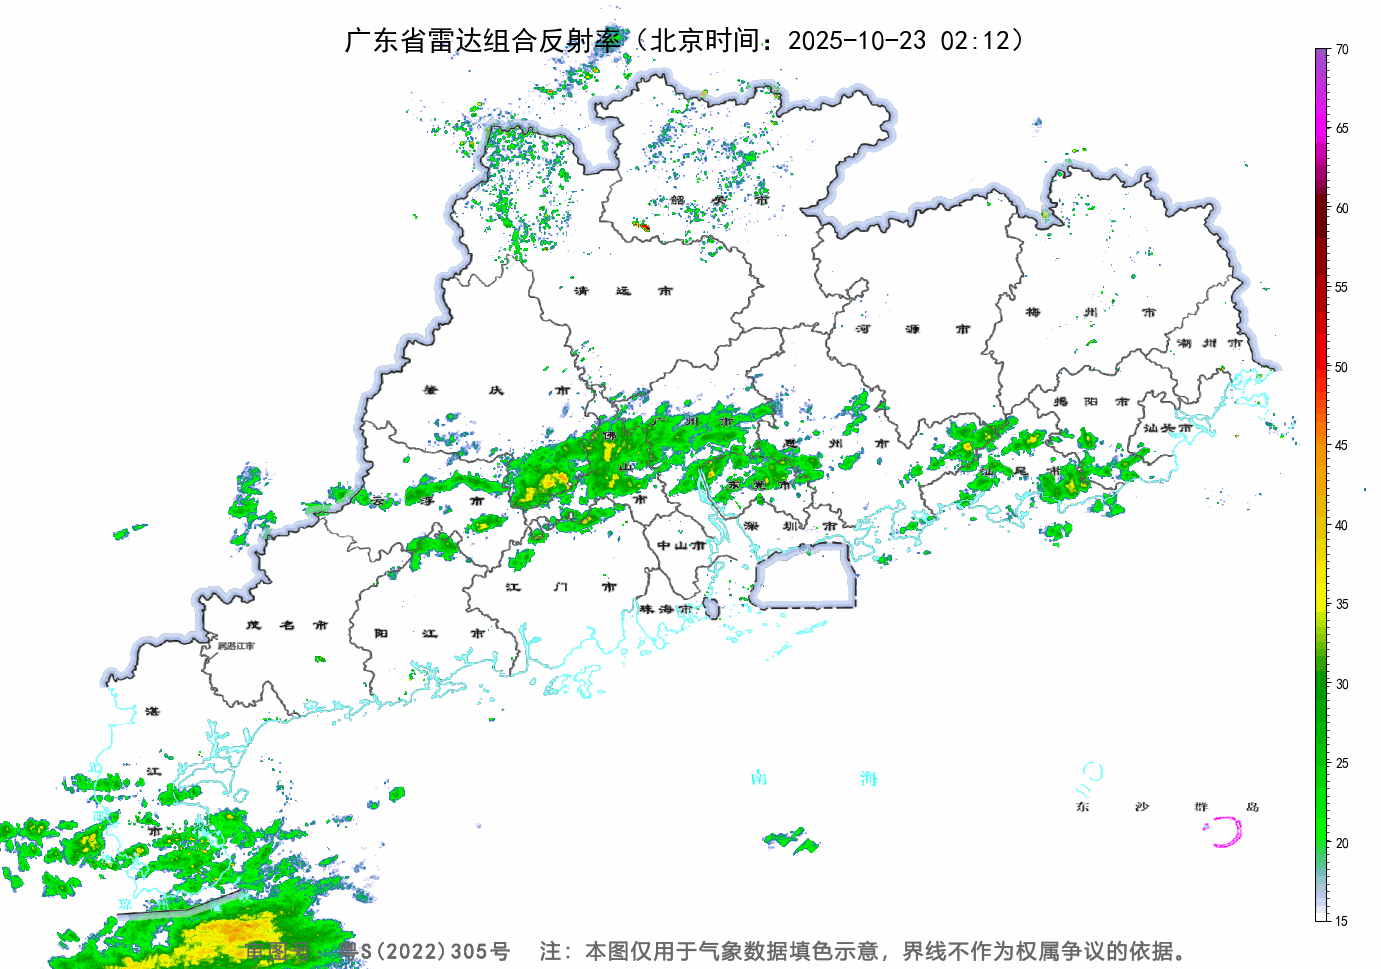 广东省雷达组合反射率（北京时间：2025-10-23 02:12）
70
65
60
55
50
45
40
35
30
25
20
15
韶关市
清远市
河源市
梅州市
潮州市
肇庆市
揭阳市
汕头市
广州市
佛山市
惠州市
汕尾市
东莞市
云浮市
深圳市
中山市
江门市
珠海市
茂名市
阳江市
属湛江市
湛江市
北
南海
东沙群岛
琼
审图号：粤S(2022)305号 注：本图仅用于气象数据填色示意，界线不作为权属争议的依据。